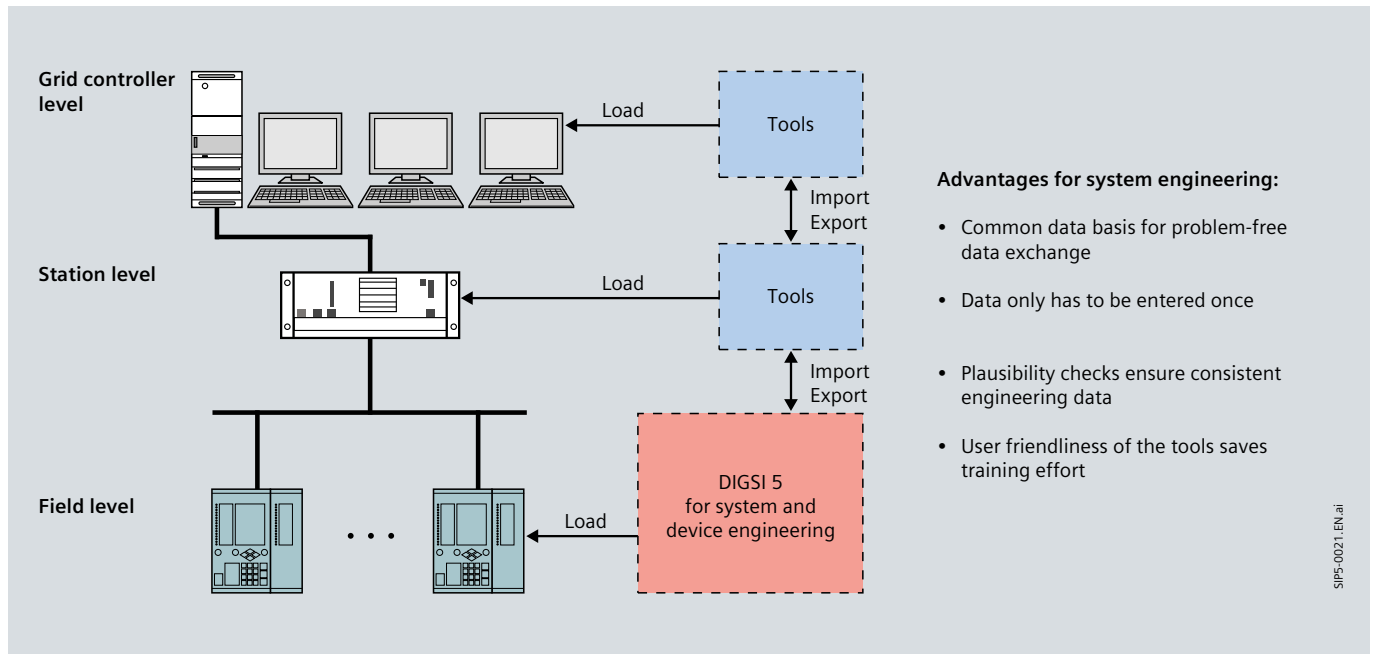 Grid controller
level
Load
Tools
Import
Export
Station level
Load
Tools
Import
Export
Field level
• • •
Load
DIGSI 5
for system and
device engineering
Advantages for system engineering:
• Common data basis for problem-free
data exchange
• Data only has to be entered once
• Plausibility checks ensure consistent
engineering data
• User friendliness of the tools saves
training effort
SIP5-0021.EN.ai